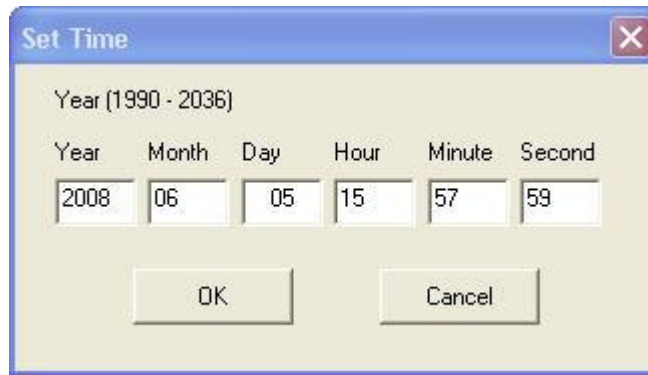 Set Time
Year (1990 - 2036)
Year Month Day Hour Minute Second
2008 06 05 15 57 59
OK Cancel